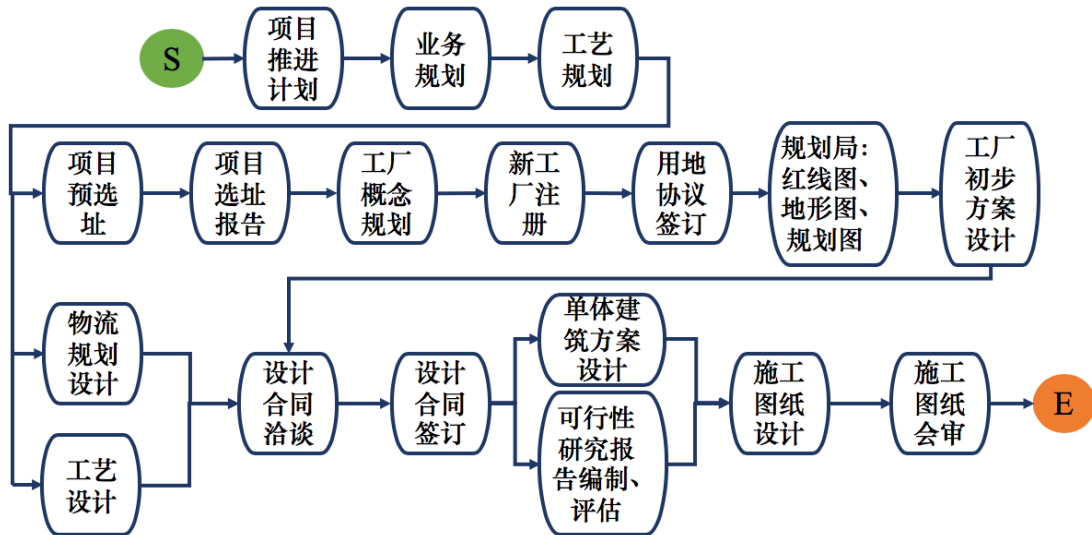 S
项目
推进
计划
业务
规划
工艺
规划
项目
预选
址
项目
选址
报告
工厂
概念
规划
新工
厂注
册
用地
协议
签订
规划局：
红线图、
地形图、
规划图
工厂
初步
方案
设计
物流
规划
设计
工艺
设计
设计
合同
洽谈
设计
合同
签订
单体建
筑方案
设计
可行性
研究报
告编制、
评估
施工
图纸
设计
施工
图纸
会审
E